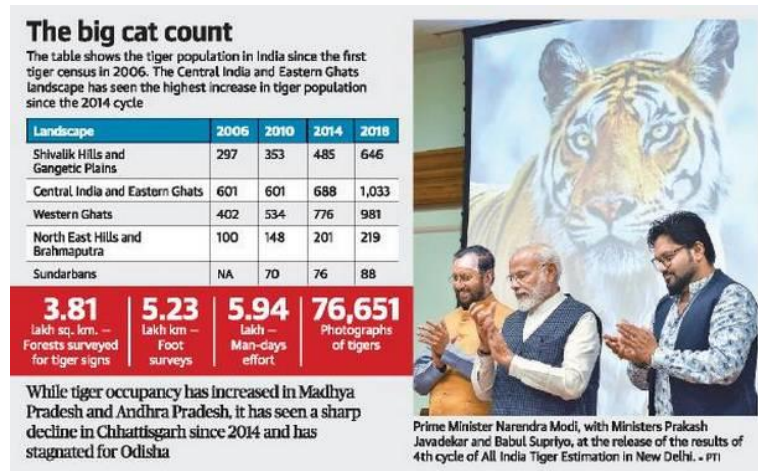 The big cat count
The table shows the tiger population in India since the first
tiger census in 2006. The Central India and Eastern Ghats
landscape has seen the highest increase in tiger population
since the 2014 cycle
Landscape 2006 2010 2014 2018
Shivalik Hills and 297 353 485 646
Gangetic Plains
Central India and Eastern Ghats 601 601 688 1,033
Western Ghats 402 534 776 981
North East Hills and 100 148 201 219
Brahmaputra
Sundarbans NA 70 76 88
3.81
lakh sq. km. —
Forests surveyed
for tiger signs
5.23
Lakh km —
Foot
surveys
5.94
Lakh —
Man-days
effort
76,651
Photographs
of tigers
While tiger occupancy has increased in Madhya
Pradesh and Andhra Pradesh, it has seen a sharp
decline in Chhattisgarh since 2014 and has
stagnated for Odisha
Prime Minister Narendra Modi, with Ministers Prakash
Javadekar and Babul Supriyo, at the release of the results of
4th cycle of All India Tiger Estimation in New Delhi. • PTI